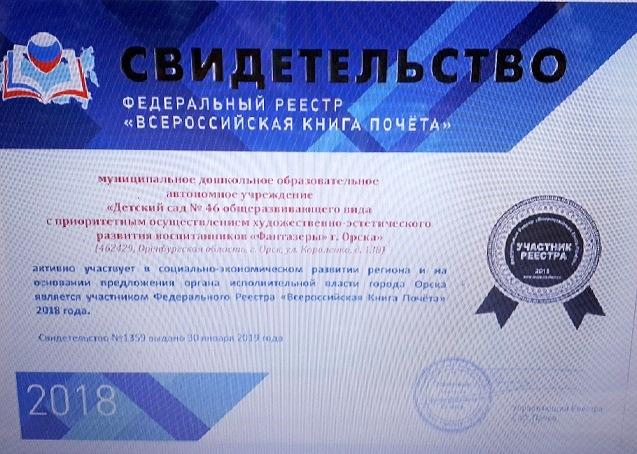 СВИДЕТЕЛЬСТВО
ФЕДЕРАЛЬНЫЙ РЕЕСТР
«ВСЕРОССИЙСКАЯ КНИГА ПОЧЁТА»
муниципальное дошкольное образовательное
автономное учреждение
«Детский сад № 46 общеразвивающего вида
с приоритетным осуществлением художественно-эстетического
развития воспитанников «Фантазеры» г. Орска»
(462429, Оренбургская область, г. Орск, ул. Короленко, д. 138)
активно участвует в социально-экономическом развитии региона и на
основании предложения органа исполнительной власти города Орска
является участником Федерального Реестра «Всероссийская Книга Почёта»
2018 года.
УЧАСТНИК
РЕЕСТРА
2018
Свидетельство №1359 выдано 30 января 2019 года
2018
Управляющий Реестра